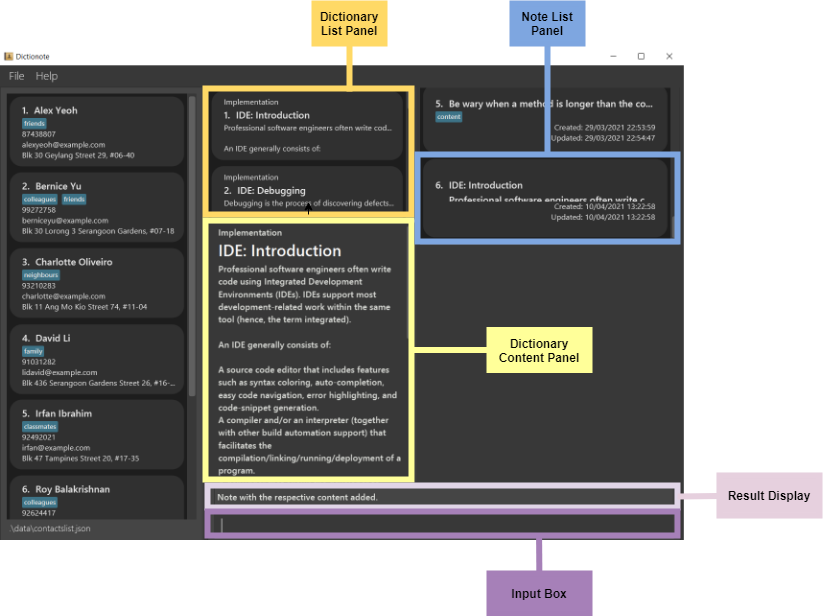 Dictionary
List Panel
Note List
Panel
Dictionote
File Help
1. Alex Yeoh
friends
87438807
alexyeoh@example.com
Blk 30 Geylang Street 29, #06-40
2. Bernice Yu
colleagues friends
99272758
berniceyu@example.com
Blk 30 Lorong 3 Serangoon Gardens, #07-18
3. Charlotte Oliveiro
neighbours
93210283
charlotte@example.com
Blk 11 Ang Mo Kio Street 74, #11-04
4. David Li
family
91031282
lidavid@example.com
Blk 436 Serangoon Gardens Street 26, #16-...
5. Irfan Ibrahim
classmates
92492021
irfan@example.com
Blk 47 Tampines Street 20, #17-35
6. Roy Balakrishnan
colleagues
92624417
.\data\contactslist.json
Implementation
1. IDE: Introduction
Professional software engineers often write cod...
An IDE generally consists of:
Implementation
2. IDE: Debugging
Debugging is the process of discovering defects...
Implementation
IDE: Introduction
Professional software engineers often write
code using Integrated Development
Environments (IDEs). IDEs support most
development-related work within the same
tool (hence, the term integrated).
An IDE generally consists of:
A source code editor that includes features
such as syntax coloring, auto-completion,
easy code navigation, error highlighting, and
code-snippet generation.
A compiler and/or an interpreter (together
with other build automation support) that
facilitates the
compilation/linking/running/deployment of a
program.
5. Be wary when a method is longer than the co...
content
Created: 29/03/2021 22:53:59
Updated: 29/03/2021 22:54:47
6. IDE: Introduction
Professional software engineers often write c...
Created: 10/04/2021 13:22:58
Updated: 10/04/2021 13:22:58
Dictionary
Content Panel
Note with the respective content added.
Result Display
Input Box